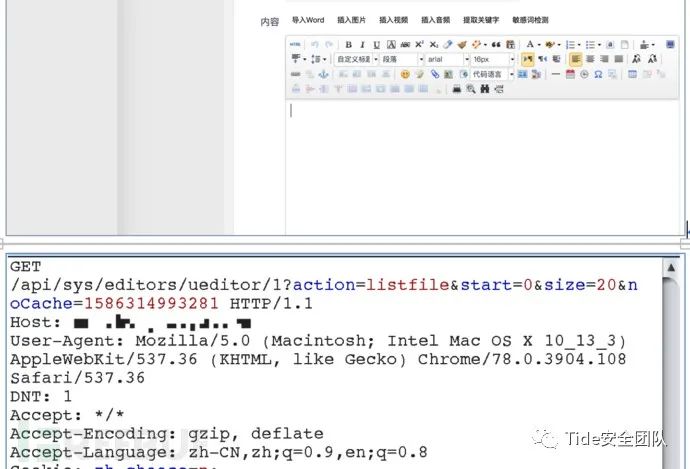 内容 导入Word 插入图片 插入视频 插入音频 提取关键字 敏感词检测
HTML B I U A ABC X² X₂ A
自定义标题 段落 arial 16px
代码语言
GET
/api/sys/editors/ueditor/1?action=listfile&start=0&size=20&n
oCache=1586314993281 HTTP/1.1
Host:
User-Agent: Mozilla/5.0 (Macintosh; Intel Mac OS X 10_13_3)
AppleWebKit/537.36 (KHTML, like Gecko) Chrome/78.0.3904.108
Safari/537.36
DNT: 1
Accept: */*
Accept-Encoding: gzip, deflate
Accept-Language: zh-CN,zh;q=0.9,en;q=0.8
Tide安全团队